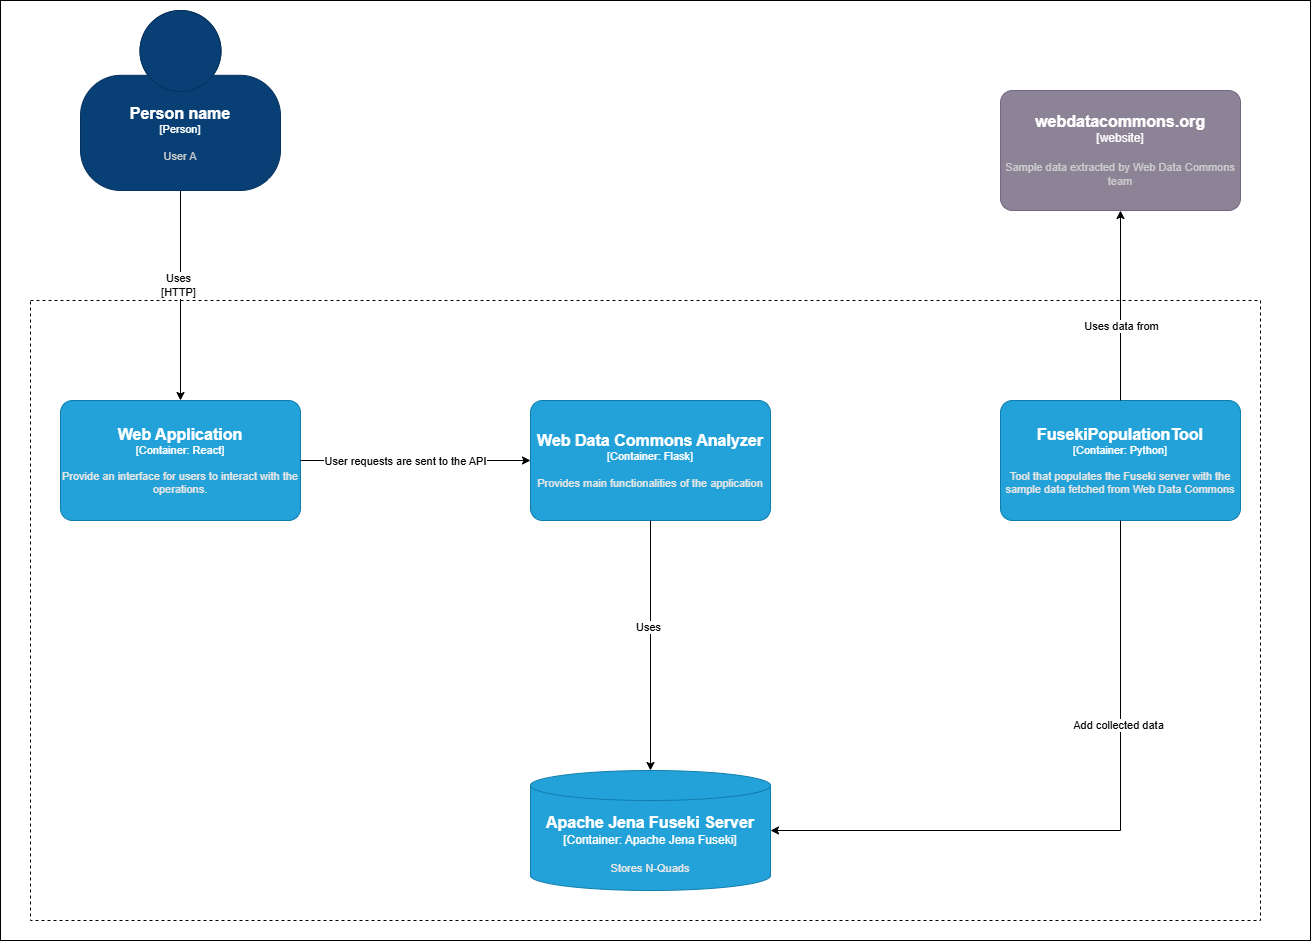 Person name
[Person]
User A
webdatacommons.org
[website]
Sample data extracted by Web Data Commons
team
Uses
[HTTP]
Uses data from
Web Application
[Container: React]
Provide an interface for users to interact with the
operations.
User requests are sent to the API
Web Data Commons Analyzer
[Container: Flask]
Provides main functionalities of the application
FusekiPopulationTool
[Container: Python]
Tool that populates the Fuseki server with the
sample data fetched from Web Data Commons
Uses
Add collected data
Apache Jena Fuseki Server
[Container: Apache Jena Fuseki]
Stores N-Quads